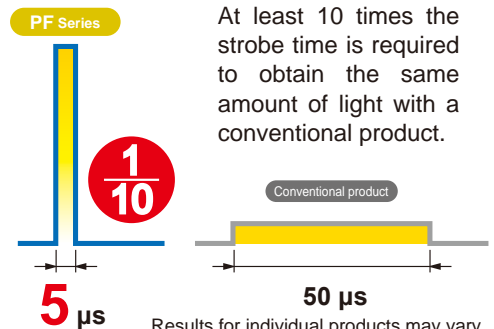 PF Series
At least 10 times the
strobe time is required
to obtain the same
amount of light with a
conventional product.
1
10
Conventional product
5 μs
50 μs
Results for individual products may vary.